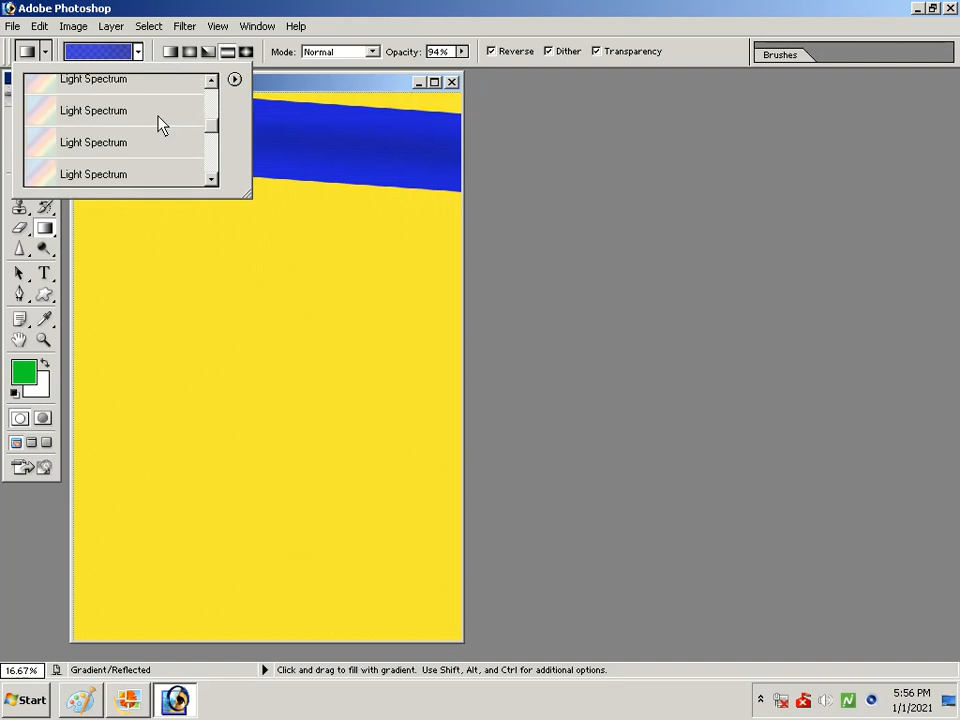 Adobe Photoshop
File Edit Image Layer Select Filter View Window Help
Mode: Normal Opacity: 94% Reverse Dither Transparency Brushes
Light Spectrum
Light Spectrum
Light Spectrum
Light Spectrum
T
16.67% Gradient/Reflected Click and drag to fill with gradient. Use Shift, Alt, and Ctrl for additional options.
Start 5:56 PM
1/1/2021